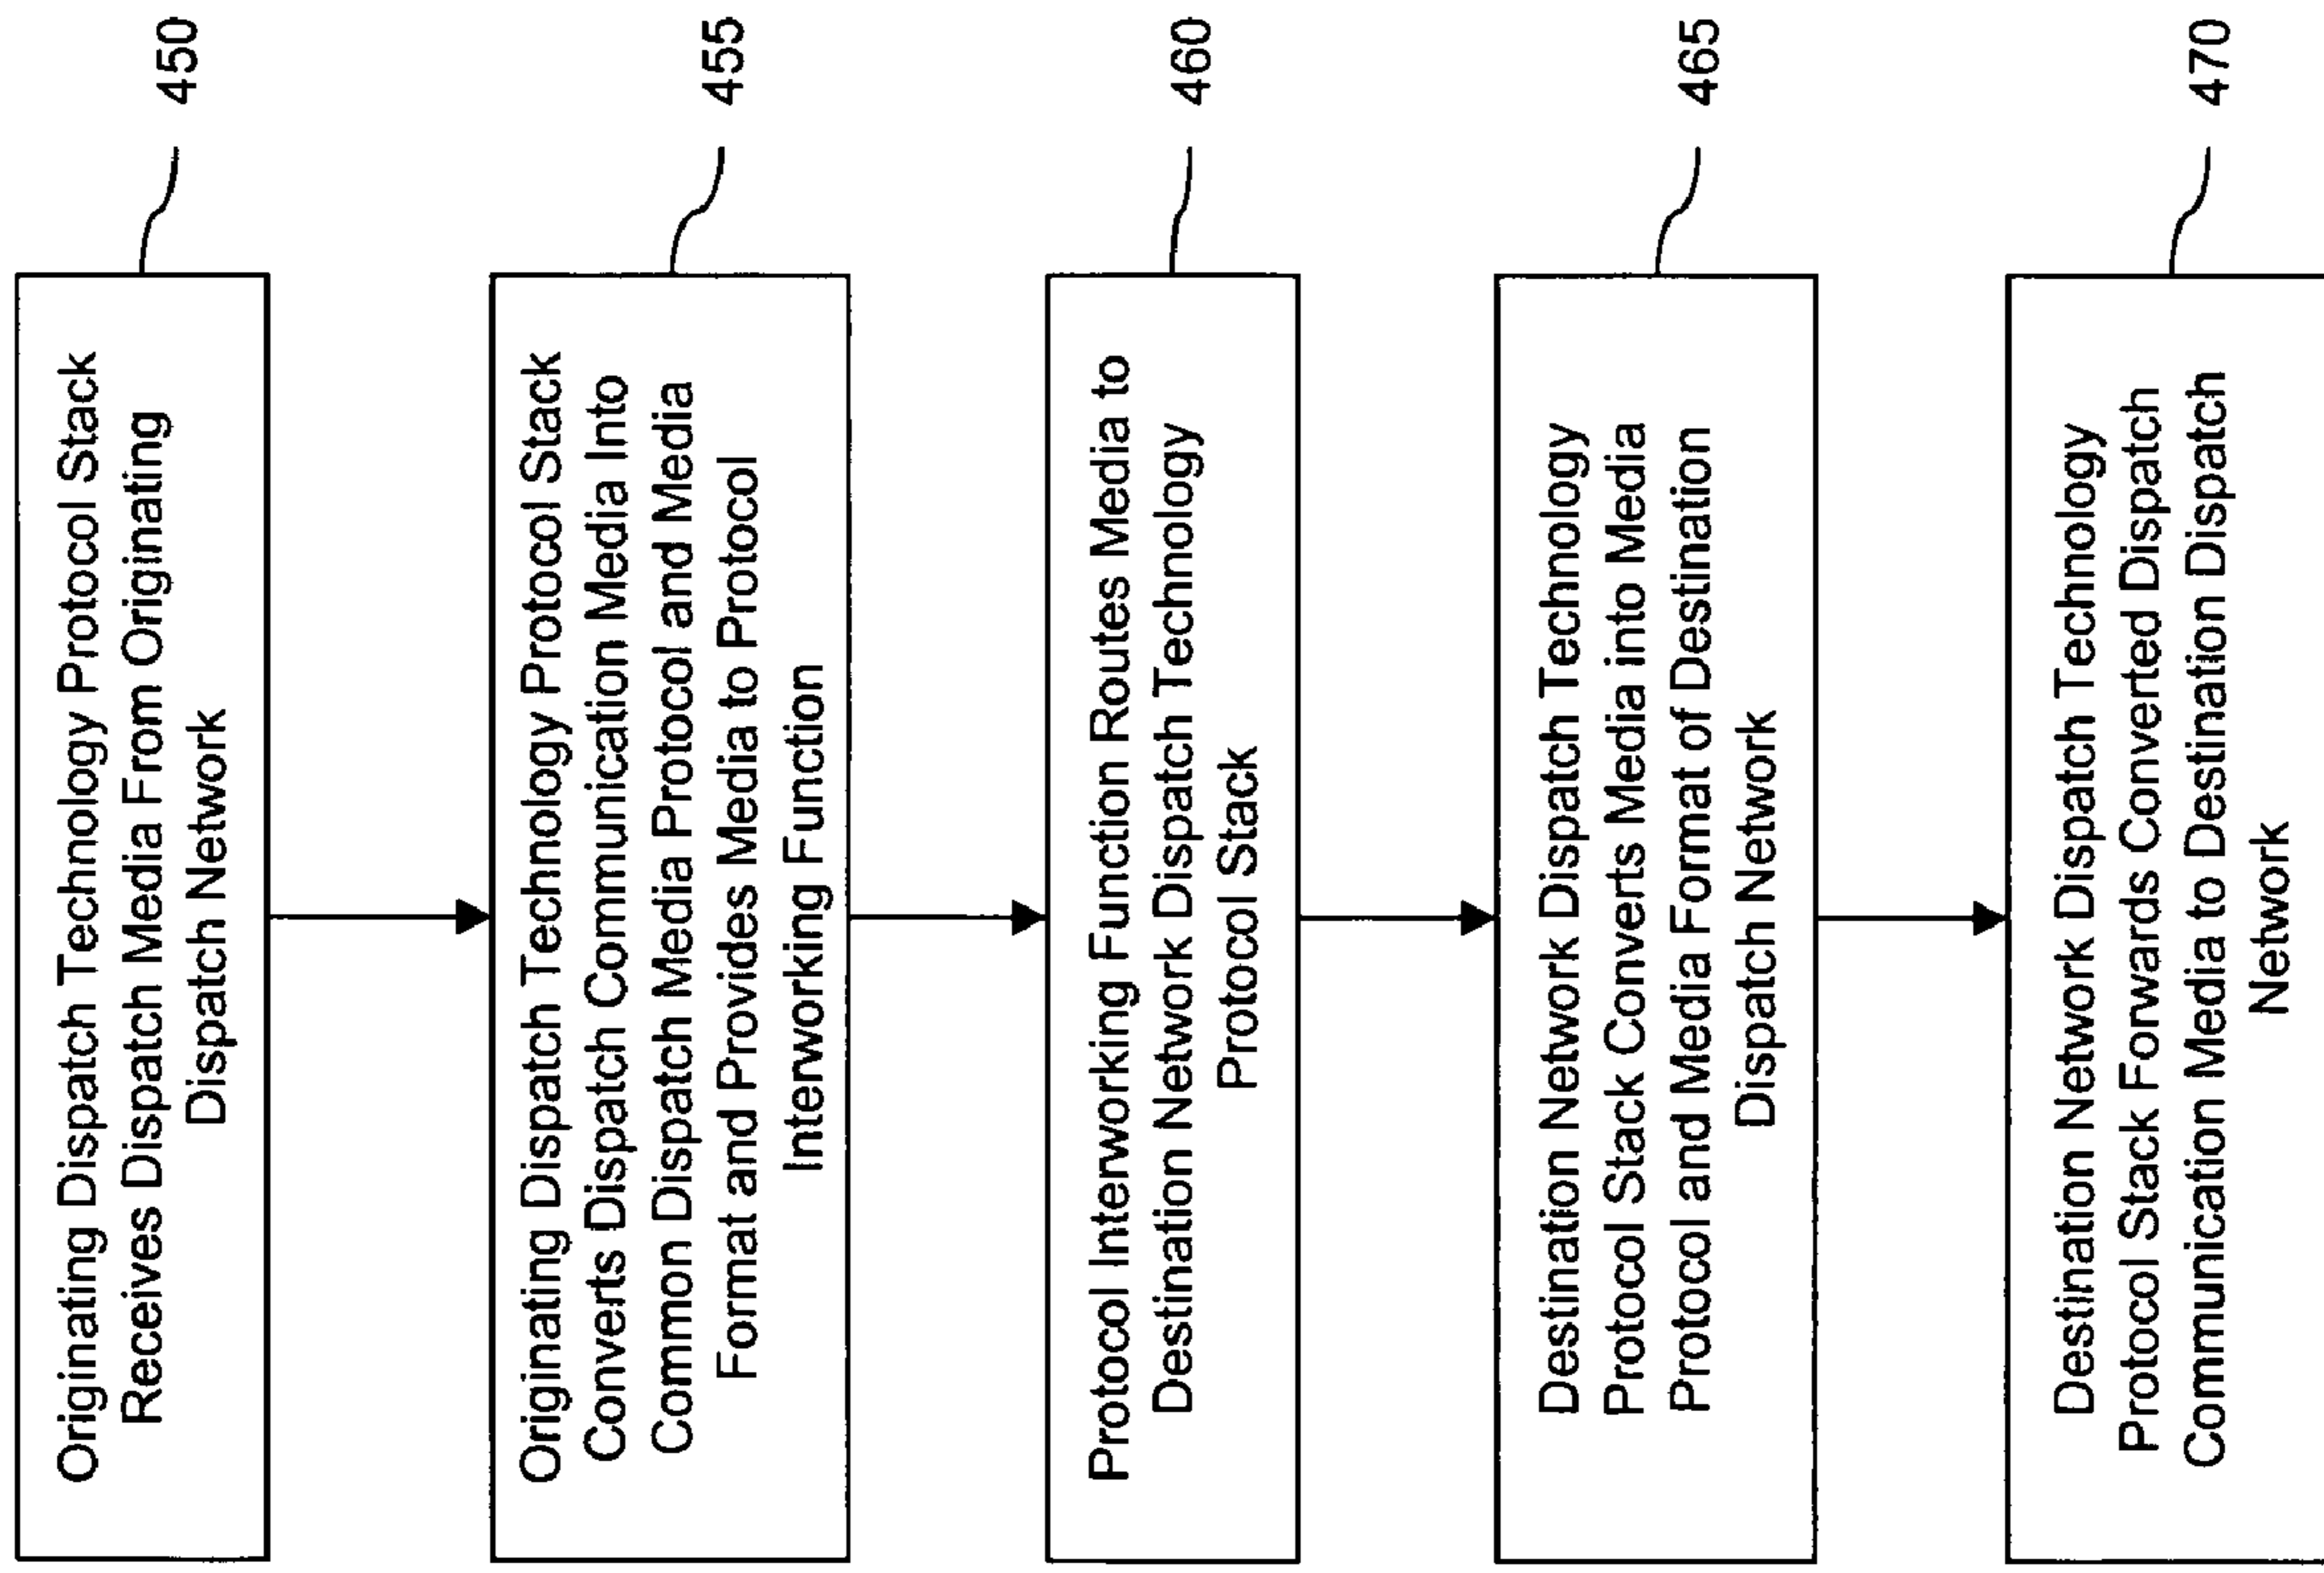 Originating Dispatch Technology Protocol Stack
Receives Dispatch Media From Originating
Dispatch Network
450
Originating Dispatch Technology Protocol Stack
Converts Dispatch Communication Media Into
Common Dispatch Media Protocol and Media
Format and Provides Media to Protocol
Interworking Function
455
Protocol Interworking Function Routes Media to
Destination Network Dispatch Technology
Protocol Stack
460
Destination Network Dispatch Technology
Protocol Stack Converts Media into Media
Protocol and Media Format of Destination
Dispatch Network
465
Destination Network Dispatch Technology
Protocol Stack Forwards Converted Dispatch
Communication Media to Destination Dispatch
Network
470